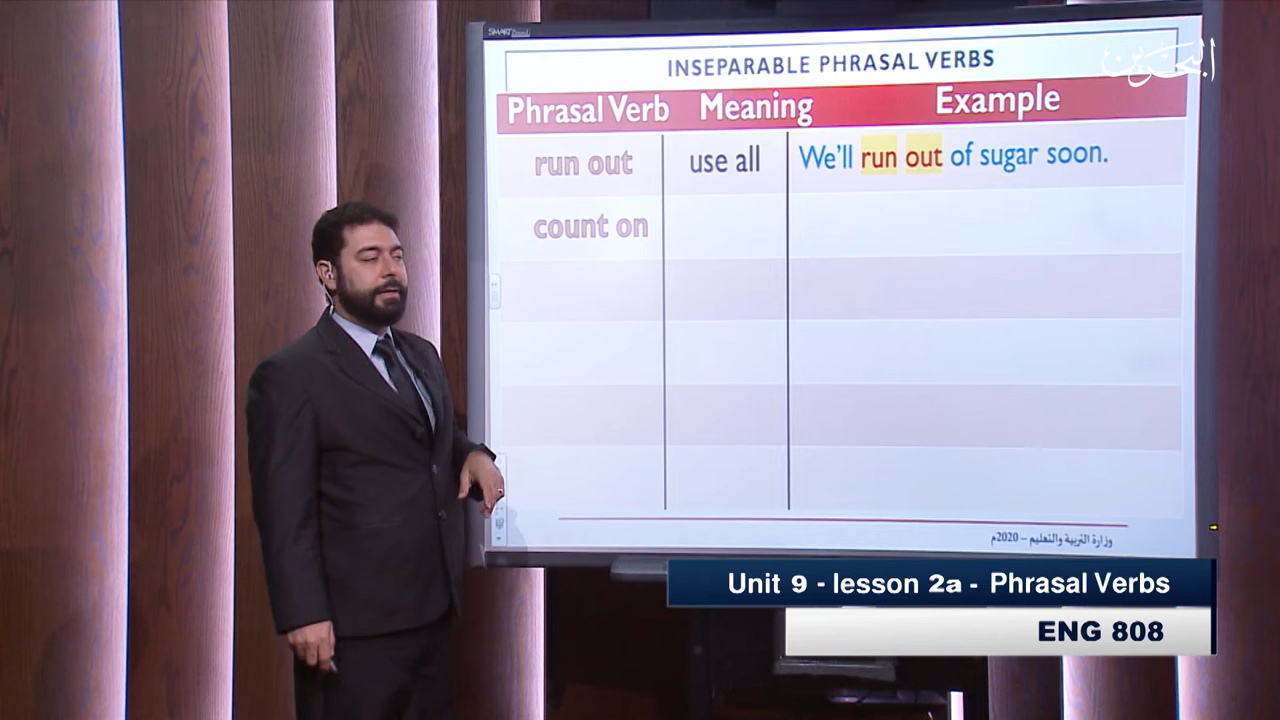 SMART Board
البحرين
INSEPARABLE PHRASAL VERBS
Phrasal Verb Meaning Example
run out use all We'll run out of sugar soon.
count on
وزارة التربية والتعليم – 2020م
Unit 9 - lesson 2a - Phrasal Verbs
ENG 808